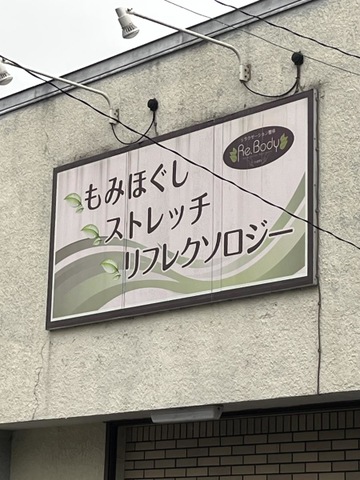 Re.Body
もみほぐし
ストレッチ
リフレクソロジー